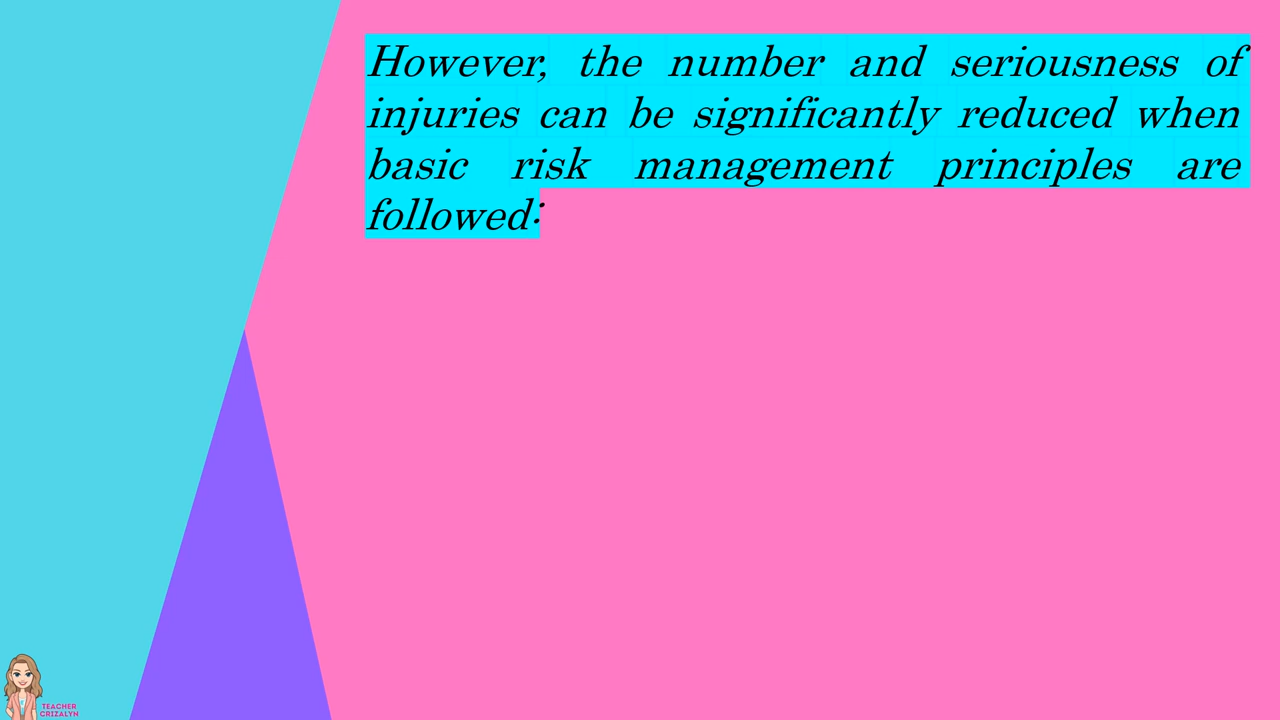 However, the number and seriousness of
injuries can be significantly reduced when
basic risk management principles are
followed:
TEACHER
CRIZALYN